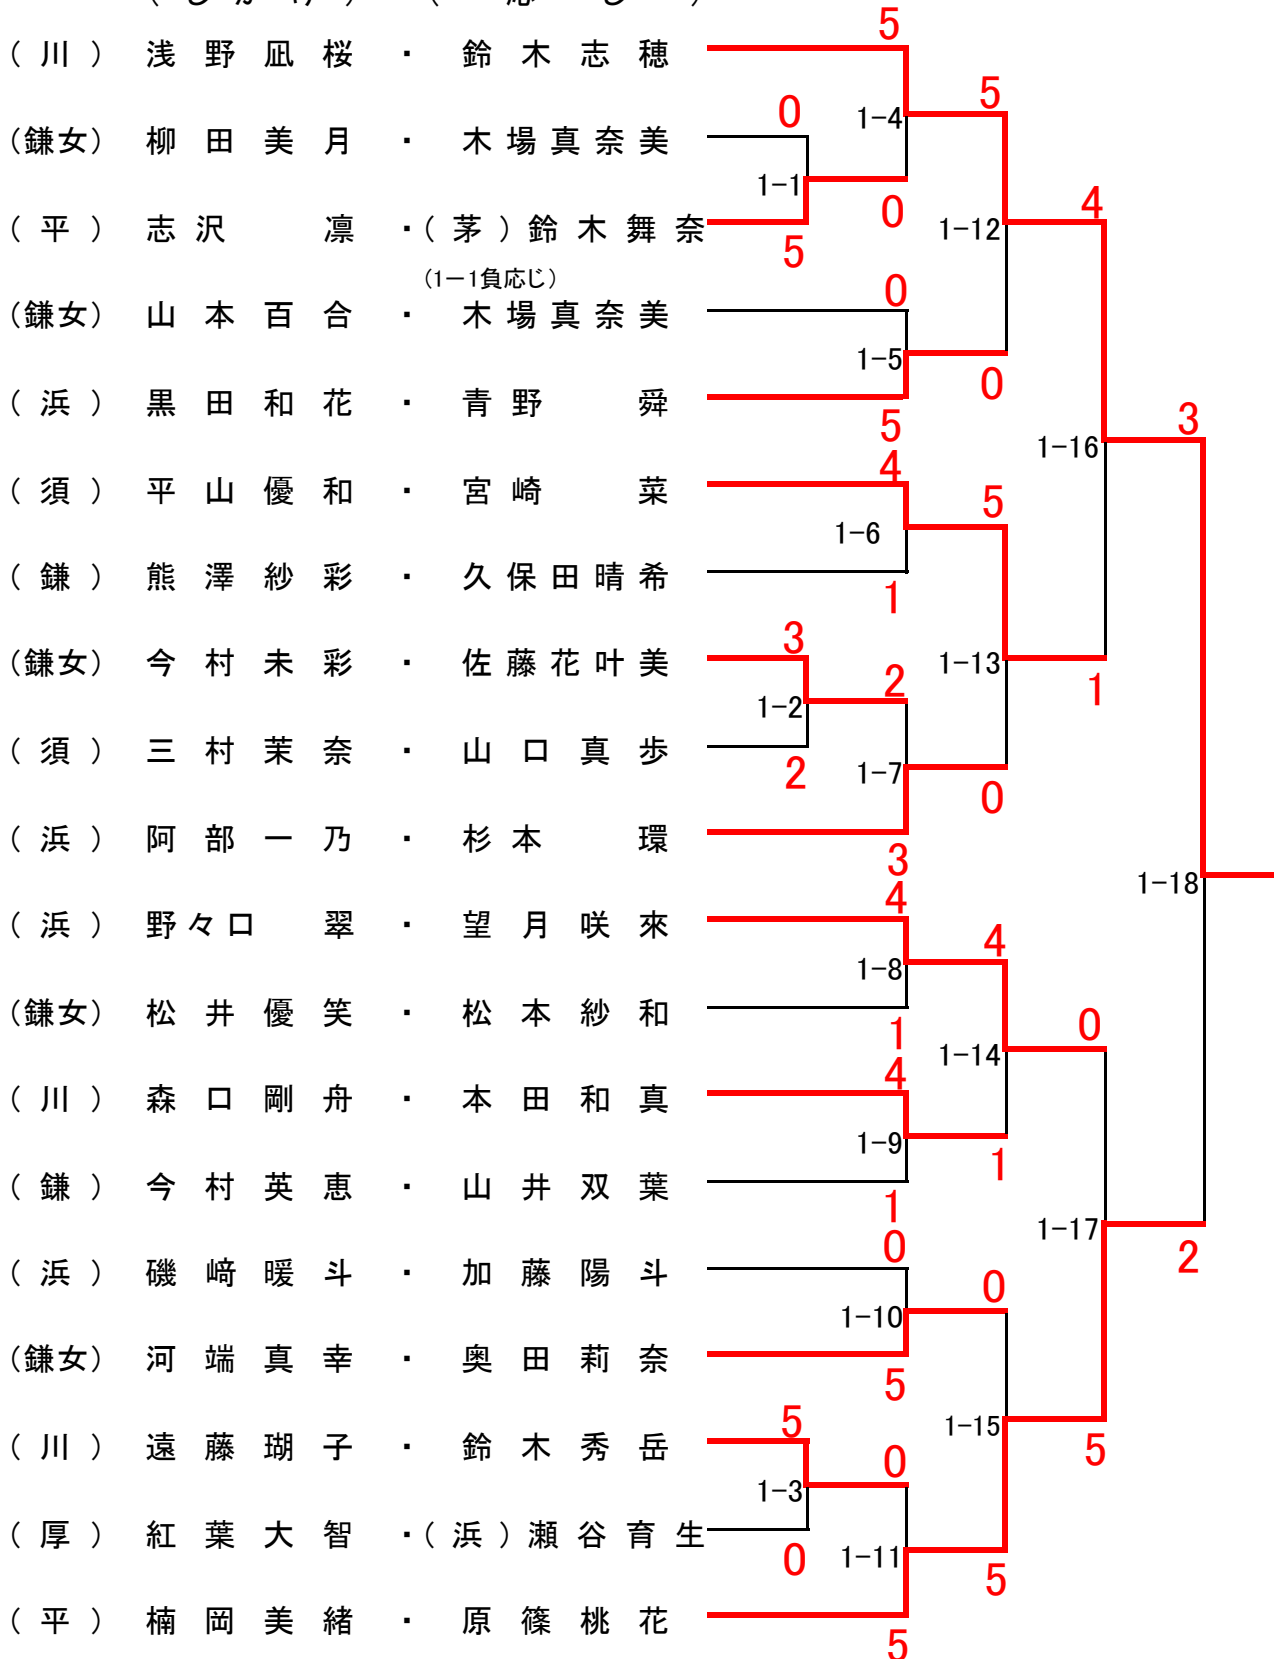 5
(川) 浅野凪桜 ・ 鈴木志穂
5
0
1-4
(鎌女) 柳田美月 ・ 木場真奈美
1-1
4
0
(平) 志沢 凛 ・(茅)鈴木舞奈
1-12
5
(1ー1負応じ)
0
(鎌女) 山本百合 ・ 木場真奈美
1-5
0
(浜) 黒田和花 ・ 青野 舜
3
5
1-16
4
(須) 平山優和 ・ 宮崎 菜
5
1-6
(鎌) 熊澤紗彩 ・ 久保田晴希
1
3
(鎌女) 今村未彩 ・ 佐藤花叶美
1-13
2
1
1-2
(須) 三村茉奈 ・ 山口真歩
2
1-7
0
(浜) 阿部一乃 ・ 杉本 環
3
1-18
4
(浜) 野々口 翠 ・ 望月咲來
4
1-8
(鎌女) 松井優笑 ・ 松本紗和
0
1
1-14
4
(川) 森口剛舟 ・ 本田和真
1-9
1
(鎌) 今村英恵 ・ 山井双葉
1
1-17
0
2
(浜) 磯﨑暖斗 ・ 加藤陽斗
0
1-10
(鎌女) 河端真幸 ・ 奥田莉奈
5
5
1-15
(川) 遠藤瑚子 ・ 鈴木秀岳
5
0
1-3
(厚) 紅葉大智 ・(浜)瀬谷育生
0
1-11
5
(平) 楠岡美緒 ・ 原篠桃花
5